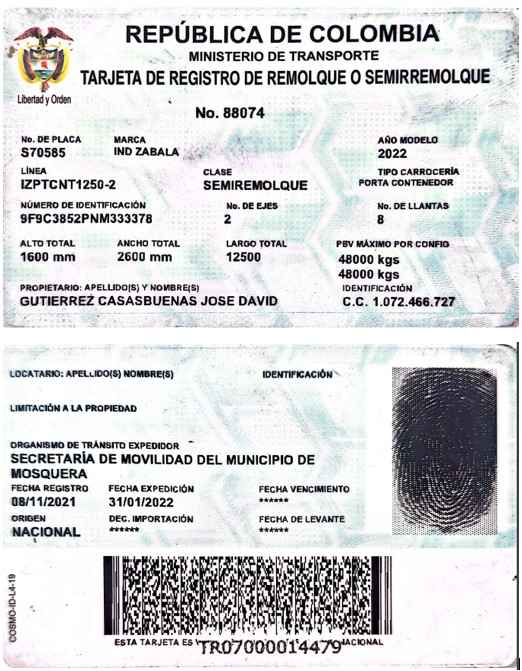 REPÚBLICA DE COLOMBIA
MINISTERIO DE TRANSPORTE
TARJETA DE REGISTRO DE REMOLQUE O SEMIRREMOLQUE
Libertad y Orden
No. 88074
No. DE PLACA MARCA AÑO MODELO
S70585 IND ZABALA 2022
LÍNEA CLASE TIPO CARROCERÍA
IZPTCNT1250-2 SEMIREMOLQUE PORTA CONTENEDOR
NÚMERO DE IDENTIFICACIÓN No. DE EJES No. DE LLANTAS
9F9C3852PNM333378 2 8
ALTO TOTAL ANCHO TOTAL LARGO TOTAL PBV MÁXIMO POR CONFIG
1600 mm 2600 mm 12500 48000 kgs
48000 kgs
PROPIETARIO: APELLIDO(S) Y NOMBRE(S) IDENTIFICACIÓN
GUTIERREZ CASASBUENAS JOSE DAVID C.C. 1.072.466.727
LOCATARIO: APELLIDO(S) NOMBRE(S) IDENTIFICACIÓN
LIMITACIÓN A LA PROPIEDAD
ORGANISMO DE TRÁNSITO EXPEDIDOR
SECRETARÍA DE MOVILIDAD DEL MUNICIPIO DE
MOSQUERA
FECHA REGISTRO FECHA EXPEDICIÓN FECHA VENCIMIENTO
08/11/2021 31/01/2022 ******
ORIGEN DEC. IMPORTACIÓN FECHA DE LEVANTE
NACIONAL ****** ******
COSMO-ID-L4-19
ESTA TARJETA ES TR07000014479